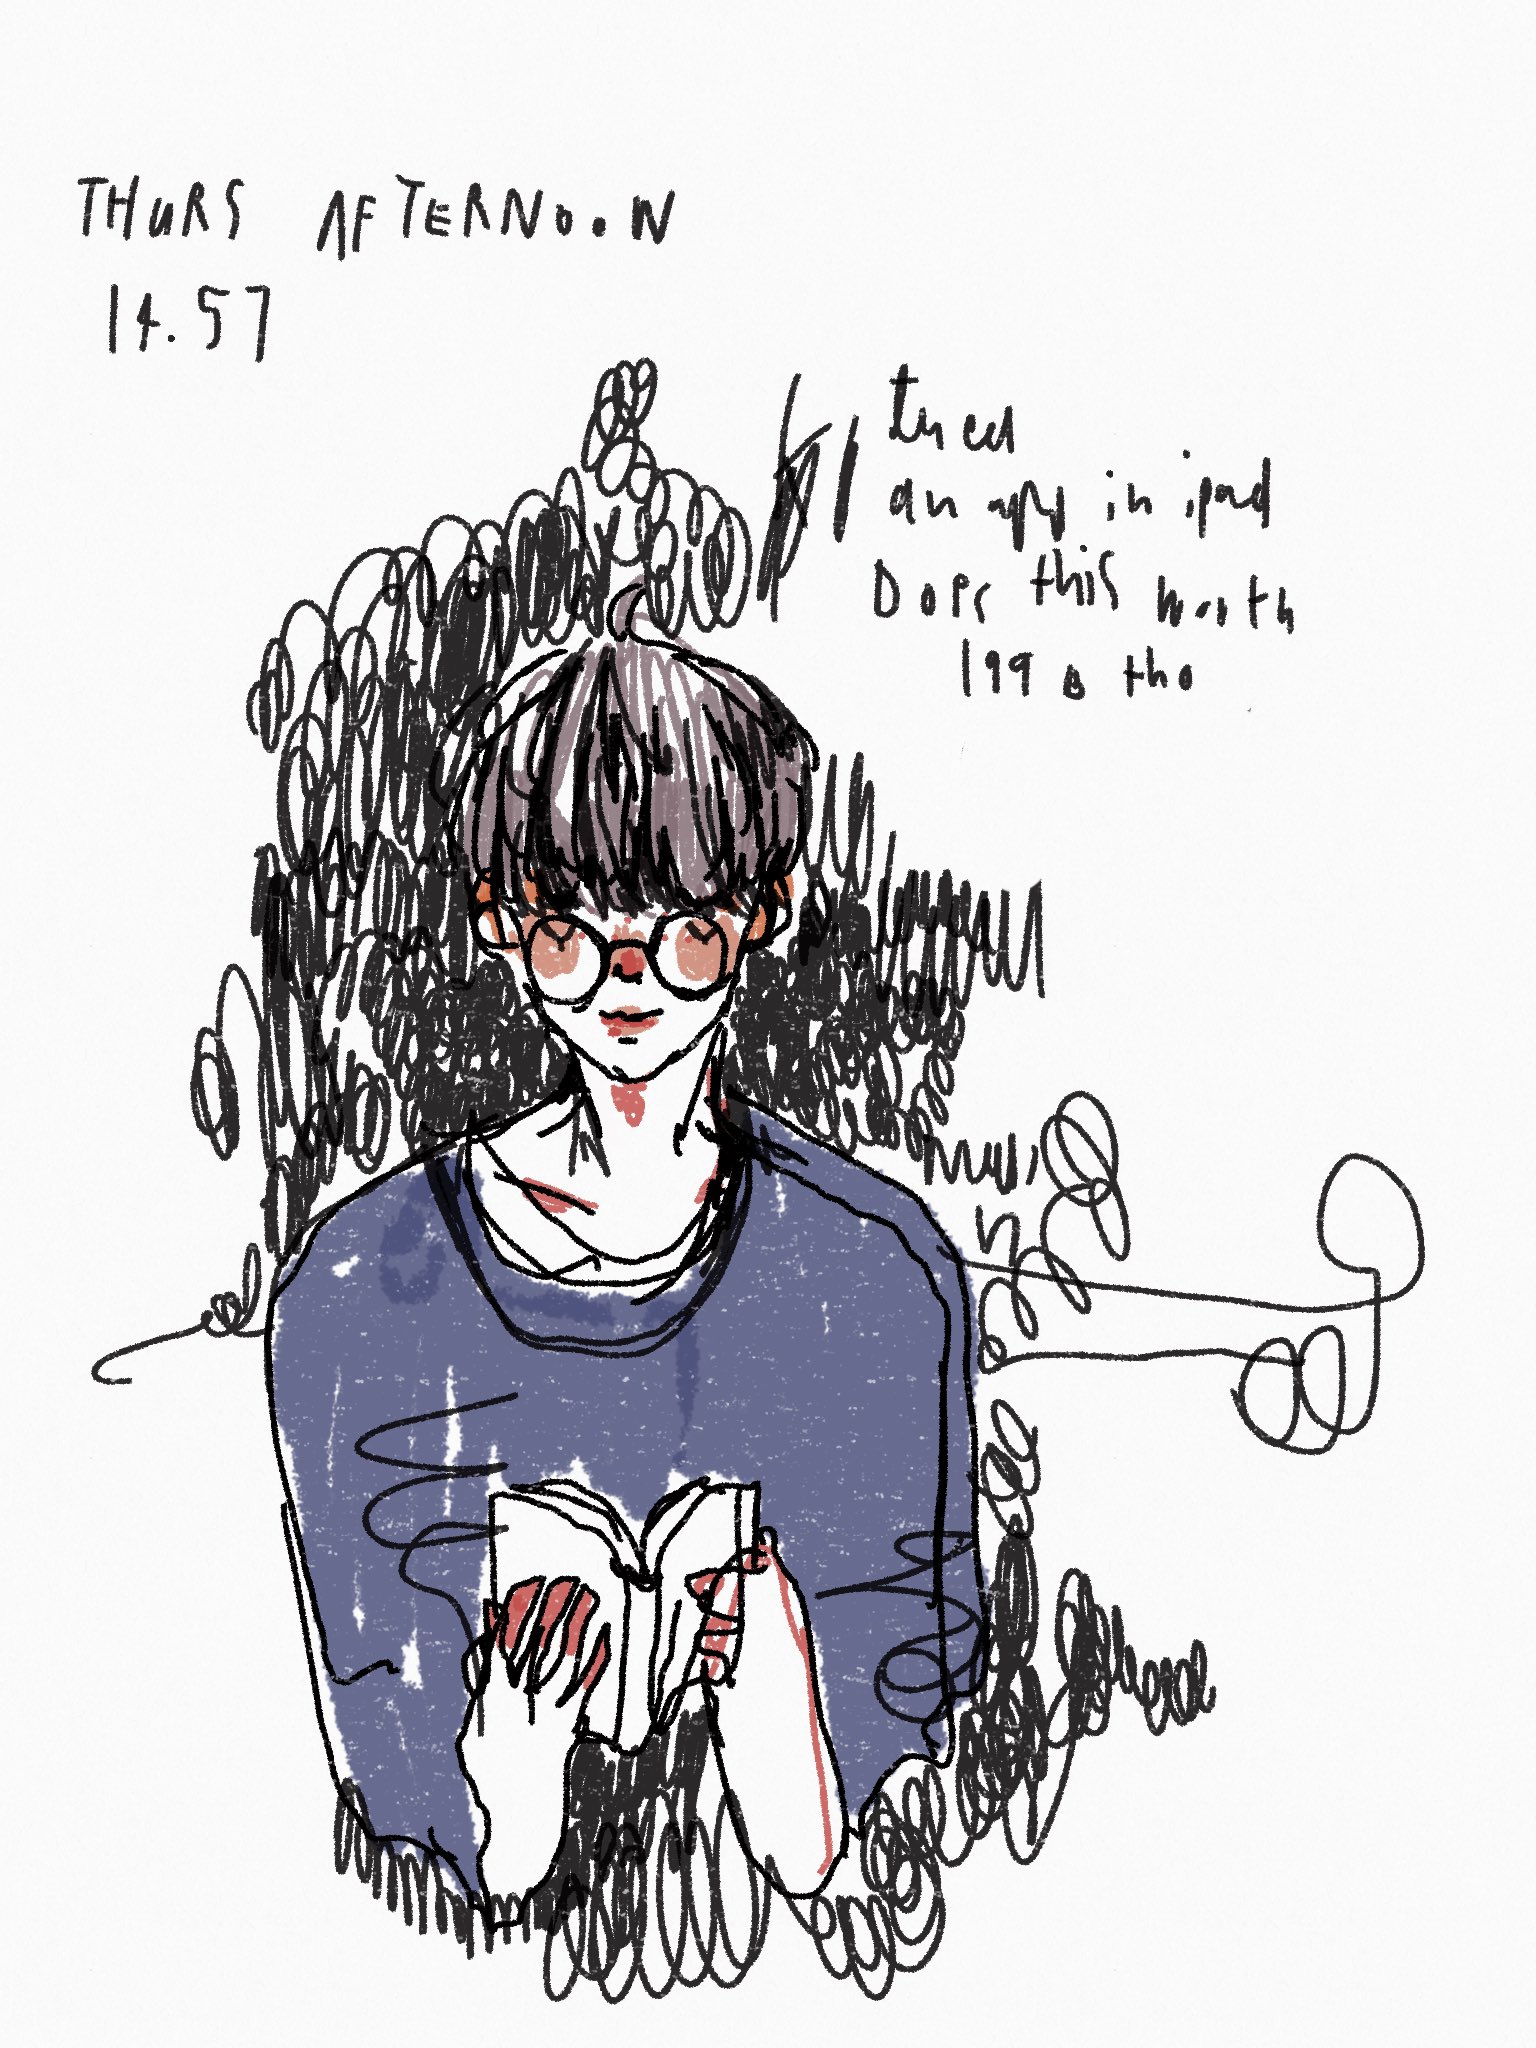 THURS AFTERNOON
14.57
tried
an app in ipad
Does this worth
199 ฿ tho